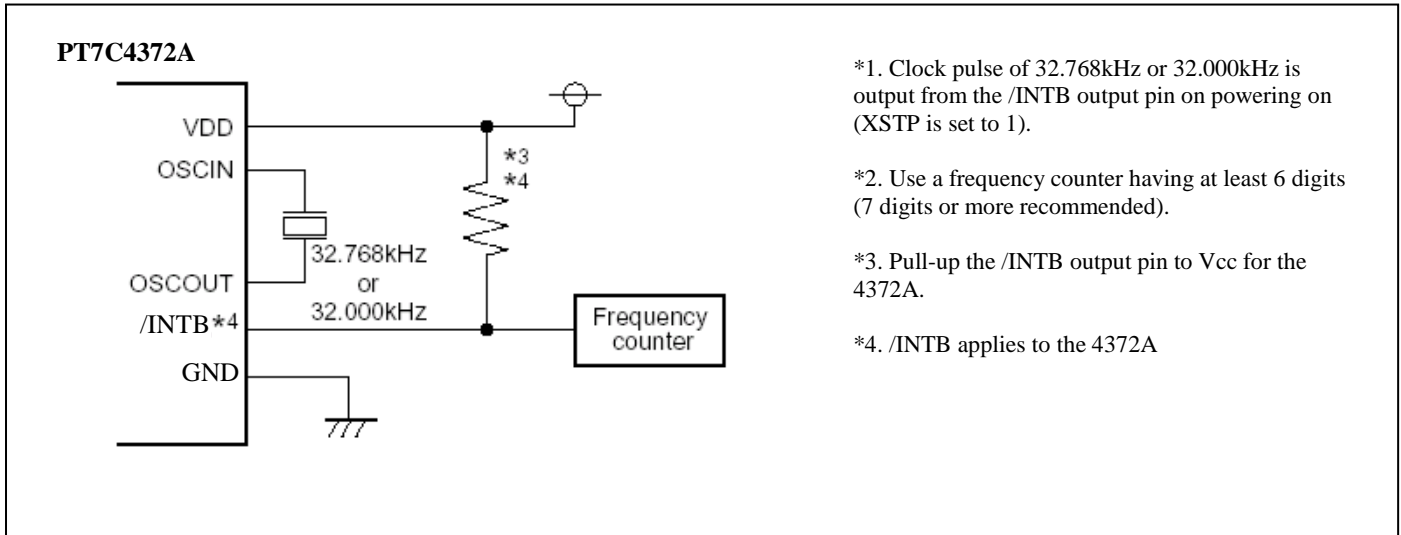 PT7C4372A
VDD
OSCIN
OSCOUT
/INTB*4
GND
32.768kHz
or
32.000kHz
*3
*4
Frequency
counter
*1. Clock pulse of 32.768kHz or 32.000kHz is
output from the /INTB output pin on powering on
(XSTP is set to 1).
*2. Use a frequency counter having at least 6 digits
(7 digits or more recommended).
*3. Pull-up the /INTB output pin to Vcc for the
4372A.
*4. /INTB applies to the 4372A